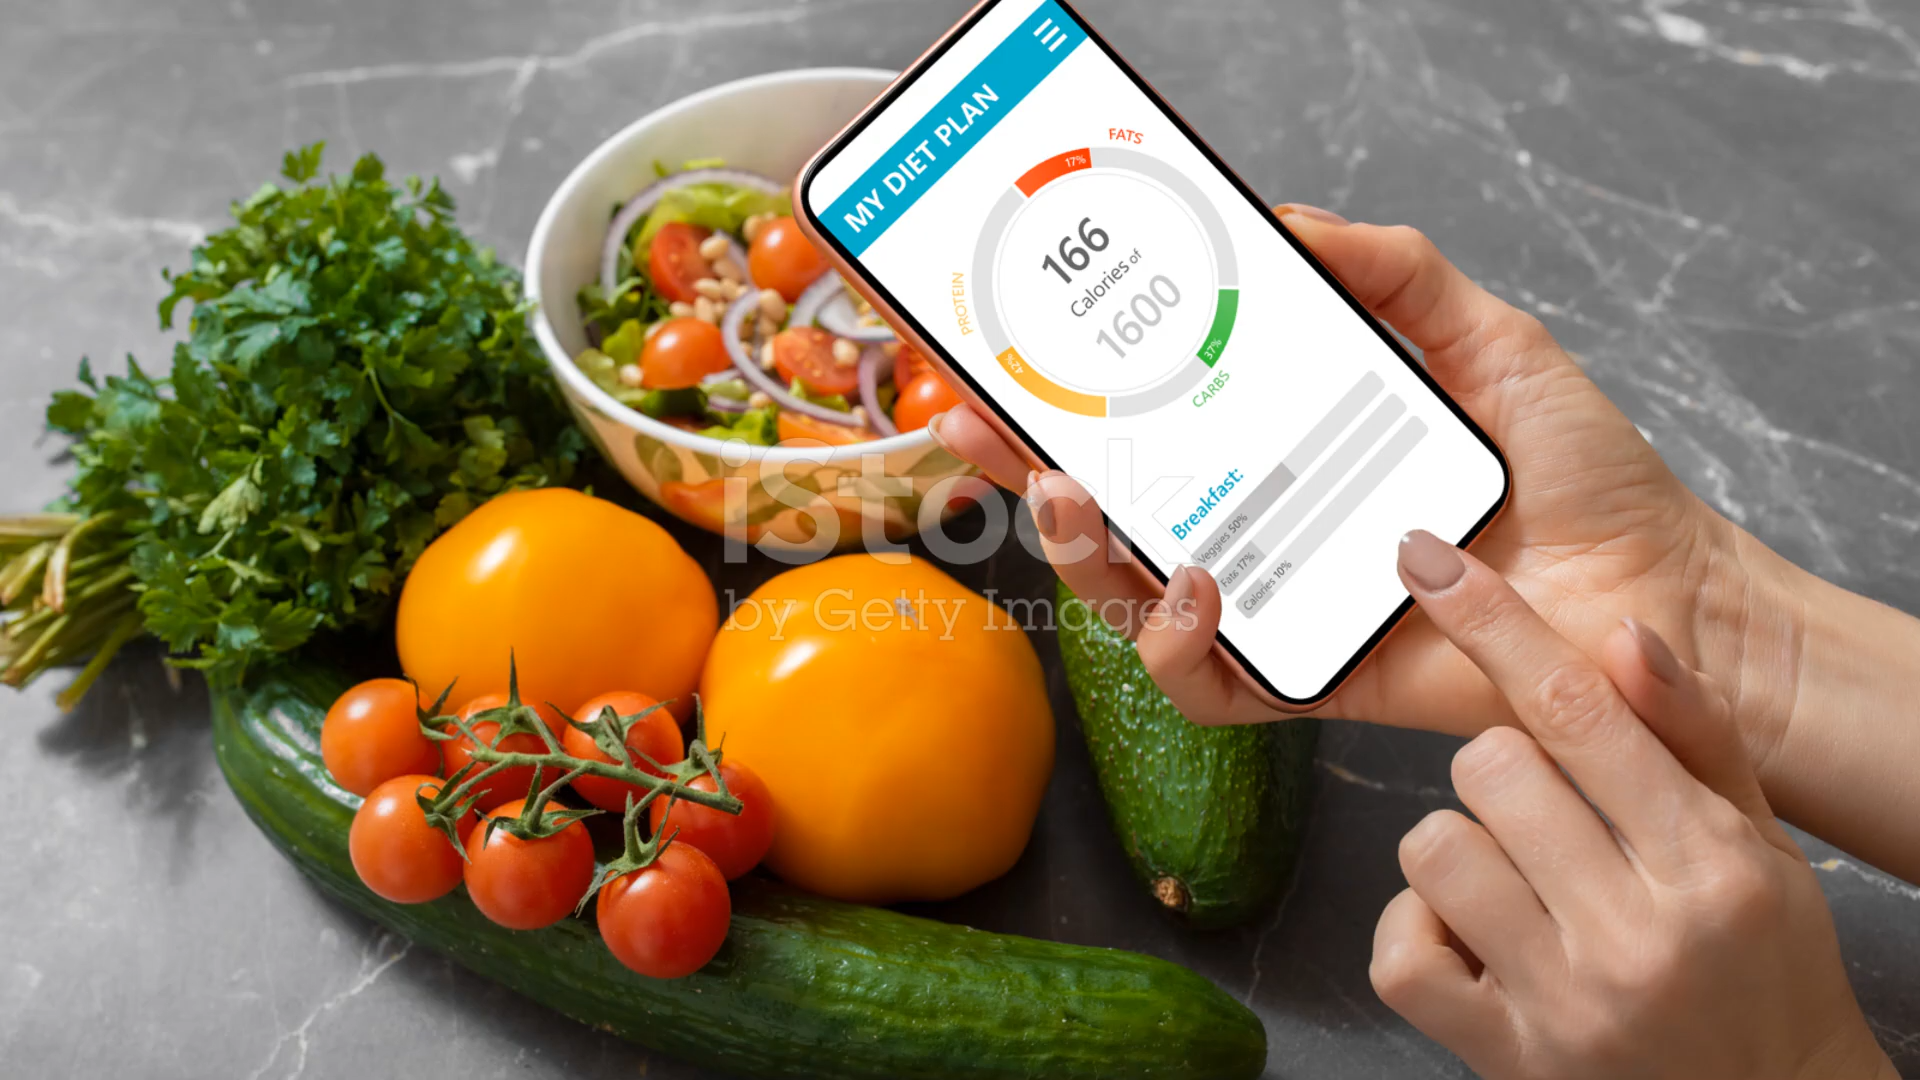 MY DIET PLAN
FATS
17%
PROTEIN
42%
CARBS
37%
166
Calories of
1600
Breakfast:
Veggies 50%
Fats 17%
Calories 10%
iStock
by Getty Images